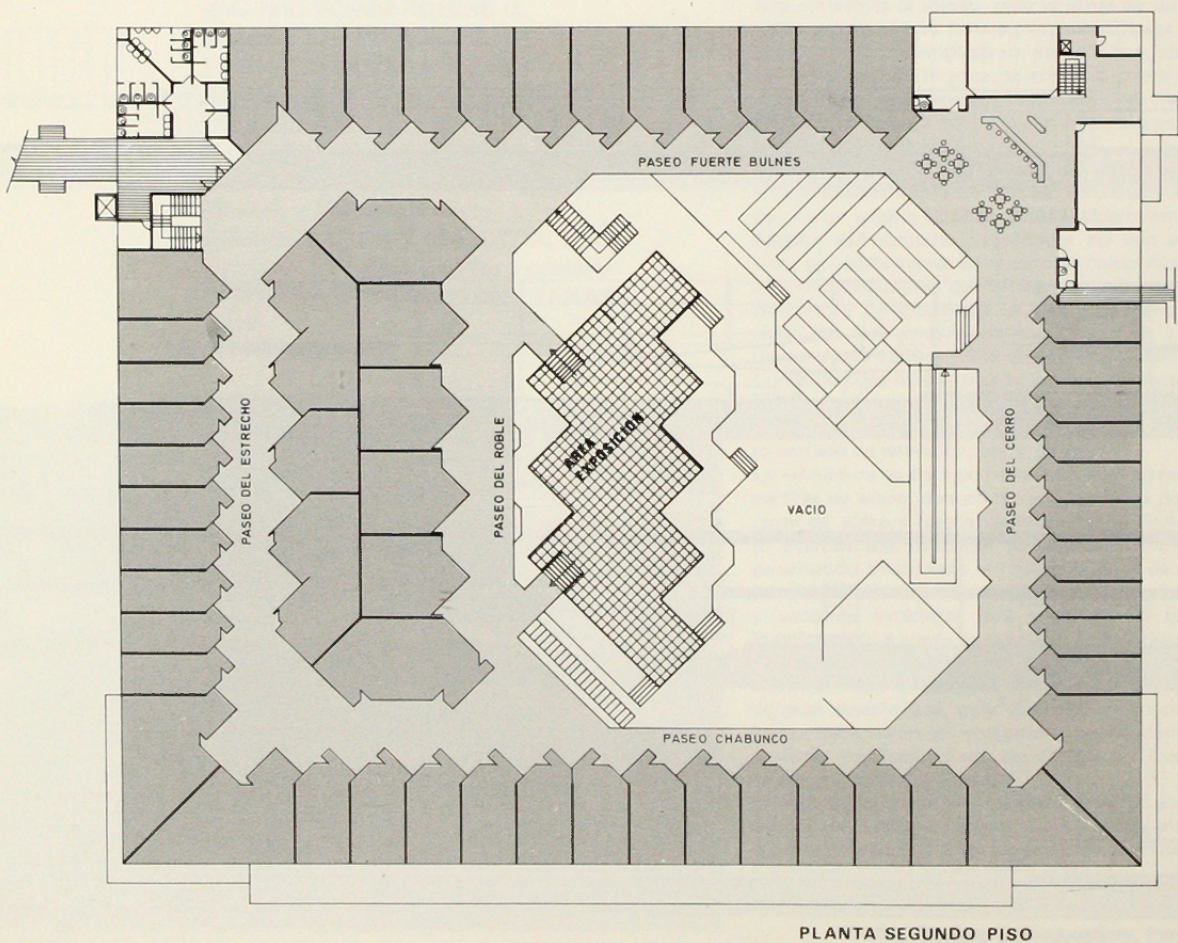 PASEO FUERTE BULNES
PASEO DEL ESTRECHO
PASEO DEL ROBLE
AREA
EXPOSICION
VACIO
PASEO DEL CERRO
PASEO CHABUNCO
PLANTA SEGUNDO PISO